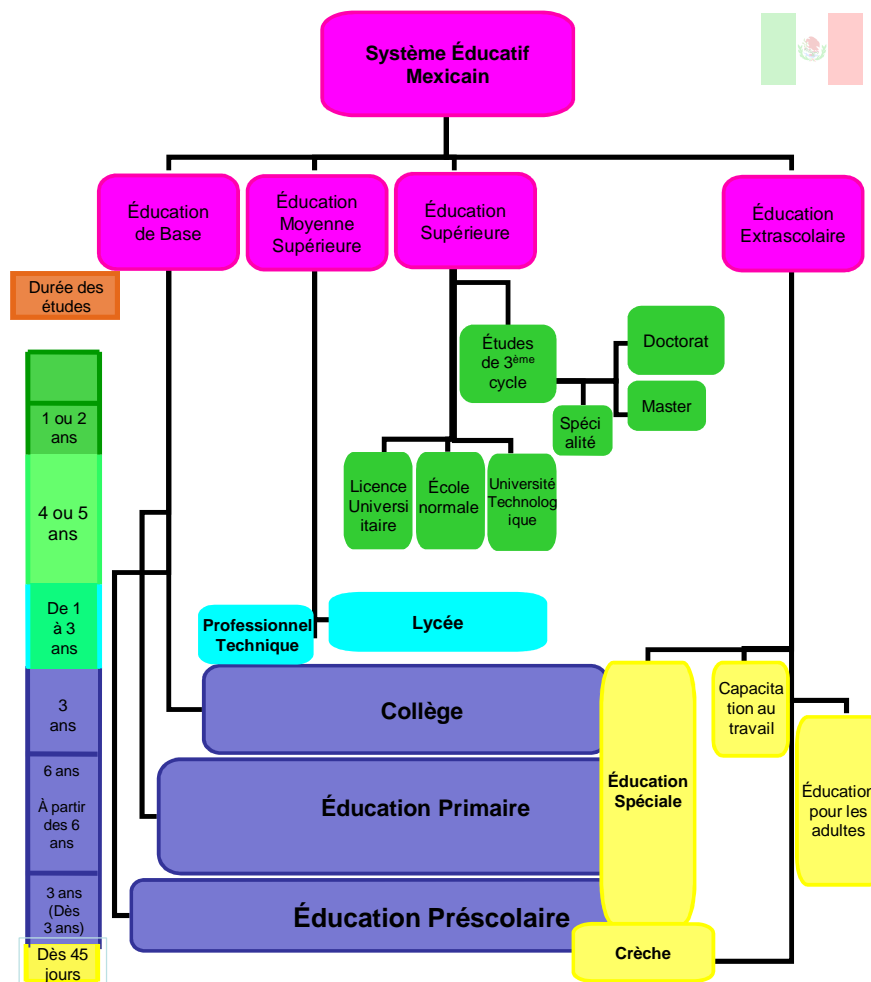 Système Éducatif
Mexicain
Éducation
de Base
Éducation
Moyenne
Supérieure
Éducation
Supérieure
Éducation
Extrascolaire
Durée des
études
Études
de 3ème
cycle
Doctorat
Master
Spéci
alité
1 ou 2
ans
Licence
Universi
itaire
École
normale
Université
Technolog
ique
4 ou 5
ans
De 1
à 3
ans
Professionnel
Technique
Lycée
3
ans
Collège
Éducation
Spéciale
Capacita
tion au
travail
Éducation
pour les
adultes
6 ans
À partir
des 6
ans
Éducation Primaire
3 ans
(Dès
3 ans)
Éducation Préscolaire
Dès 45
jours
Crèche